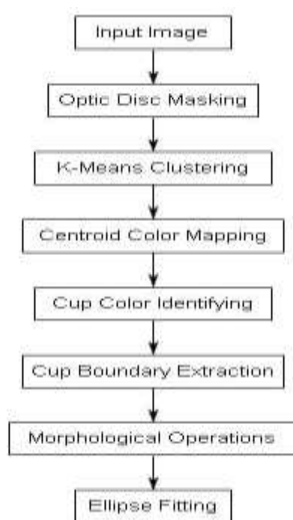 Input Image
Optic Disc Masking
K-Means Clustering
Centroid Color Mapping
Cup Color Identifying
Cup Boundary Extraction
Morphological Operations
Ellipse Fitting